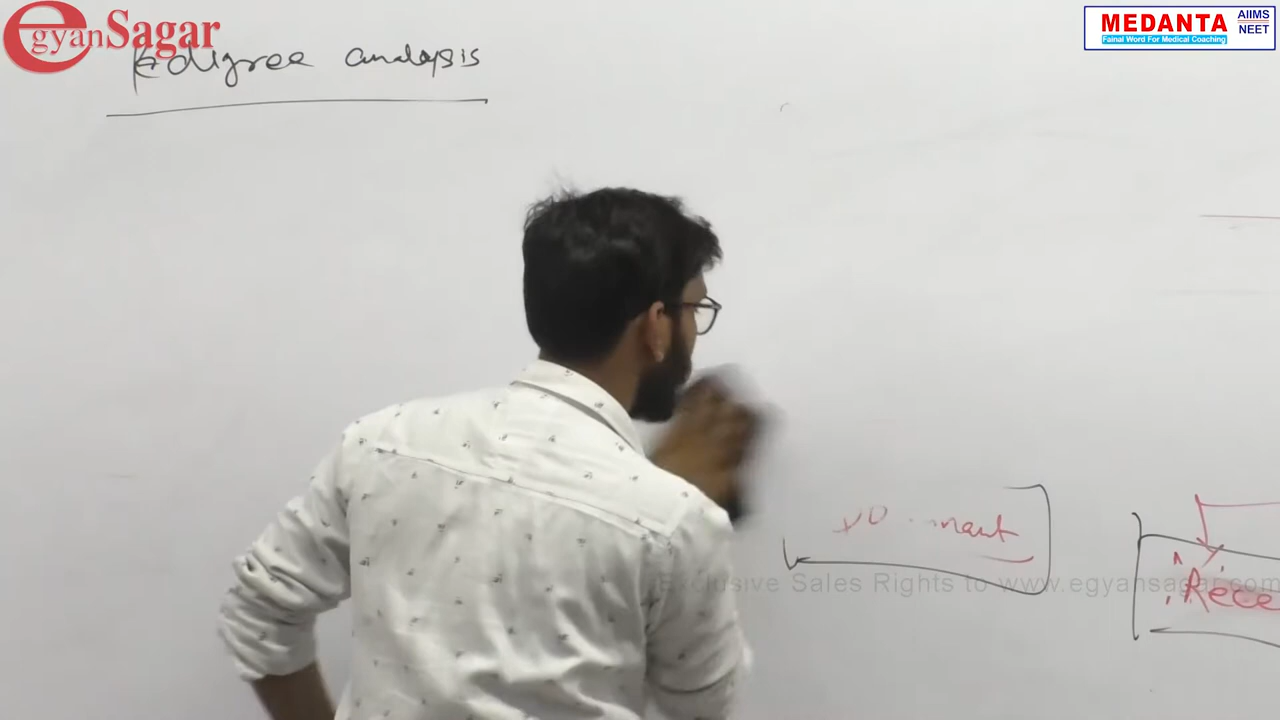 egyanSagar
MEDANTA AIIMS
NEET
Fainal Word For Medical Coaching
Pedigree analysis
Exclusive Sales Rights to www.egyansagar.com